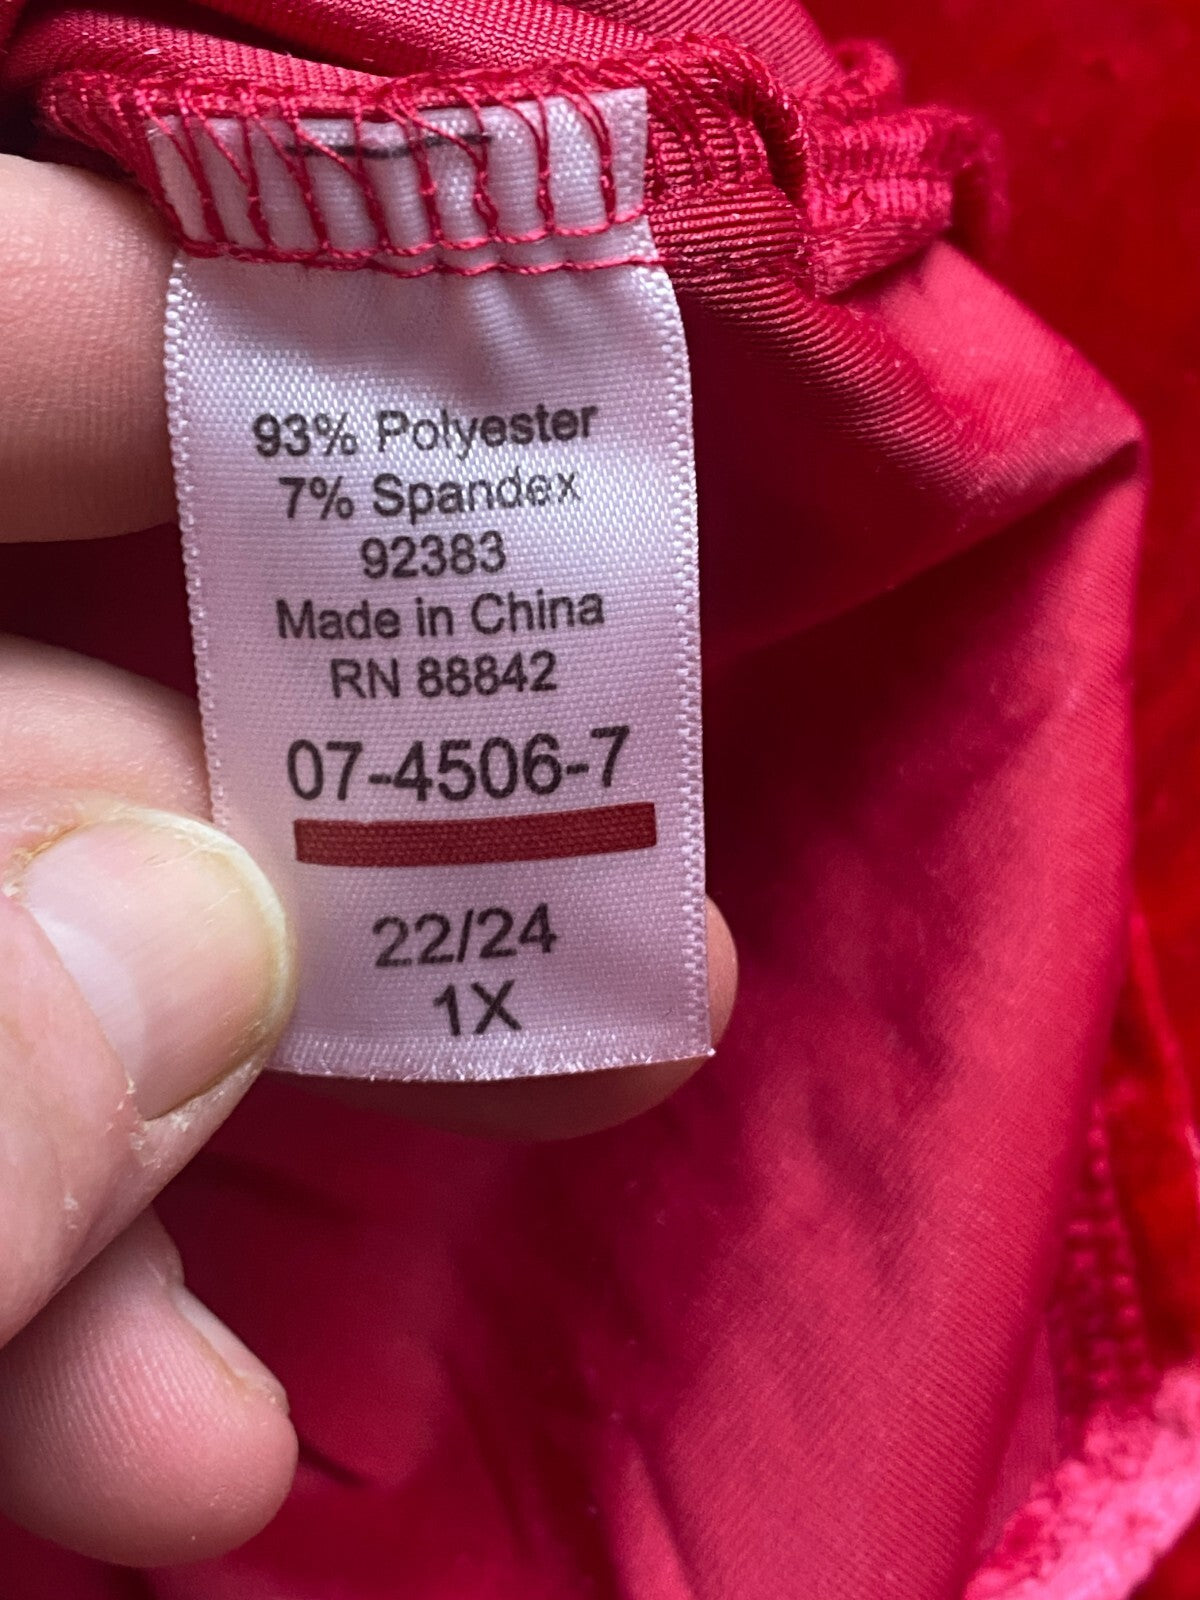 93% Polyester
7% Spandex
92383
Made in China
RN 88842
07-4506-7
22/24
1X